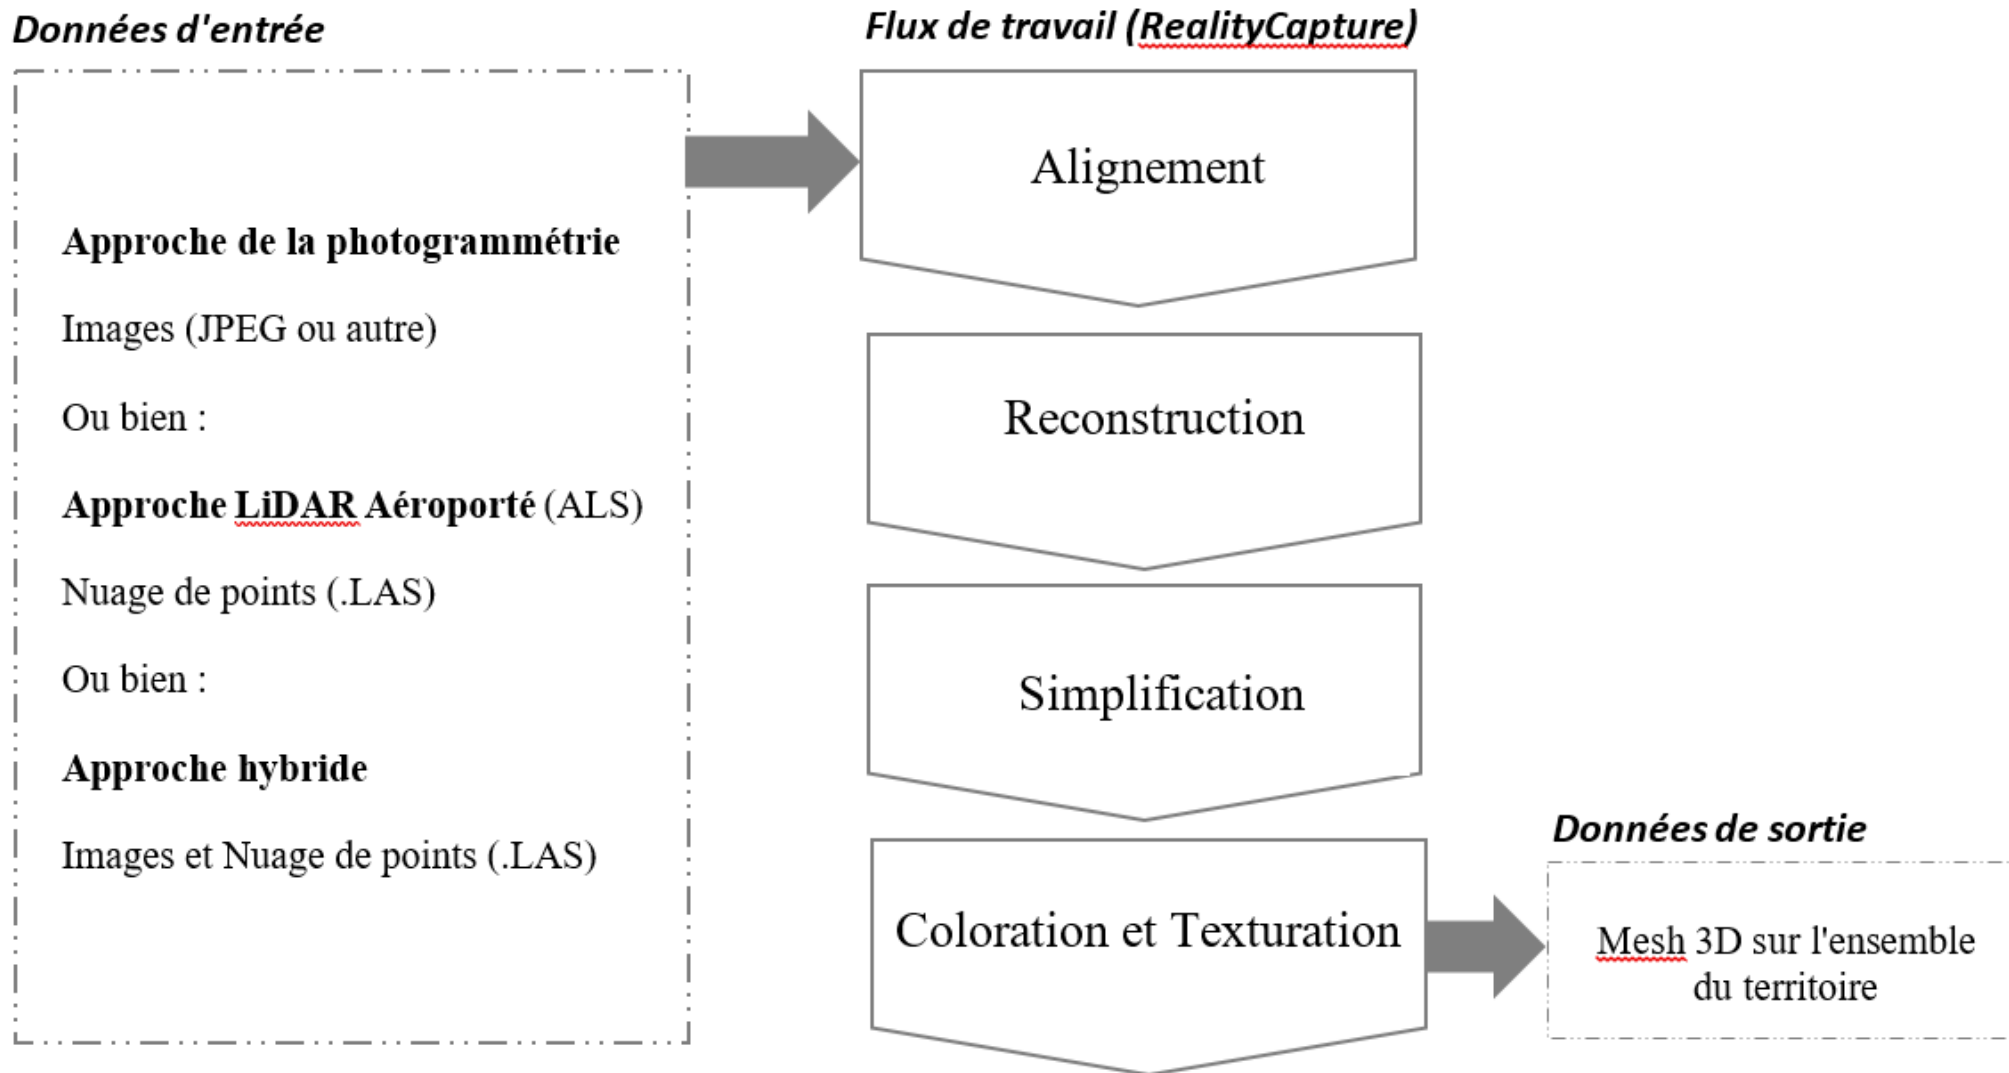 Données d'entrée
Approche de la photogrammétrie
Images (JPEG ou autre)
Ou bien :
Approche LiDAR Aéroporté (ALS)
Nuage de points (.LAS)
Ou bien :
Approche hybride
Images et Nuage de points (.LAS)
Flux de travail (RealityCapture)
Alignement
Reconstruction
Simplification
Coloration et Texturation
Données de sortie
Mesh 3D sur l'ensemble
du territoire